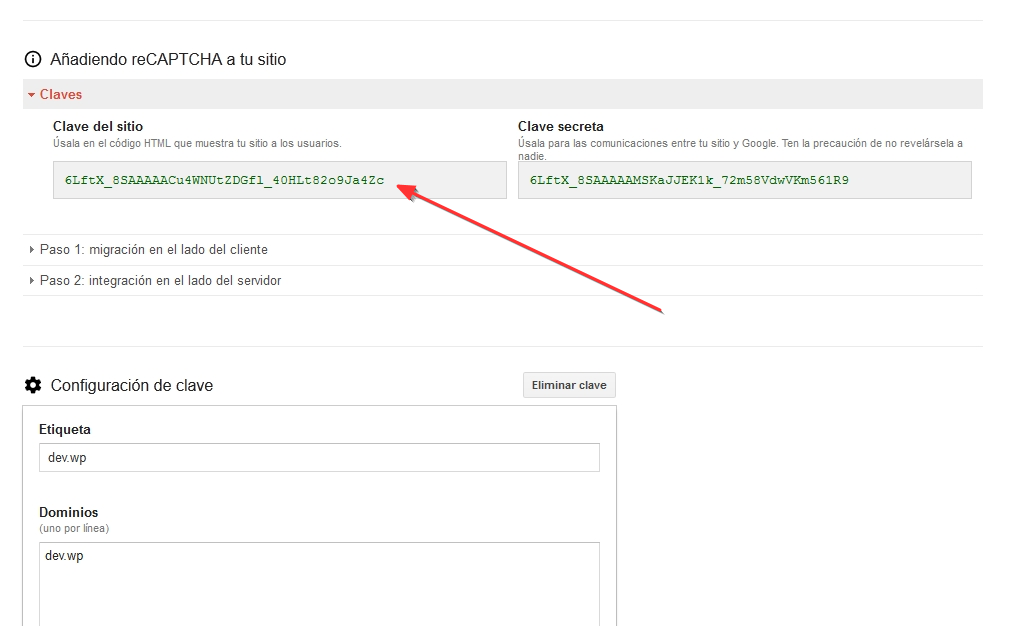 Añadiendo reCAPTCHA a tu sitio
Claves
Clave del sitio
Úsala en el código HTML que muestra tu sitio a los usuarios.
6LftX_8SAAAAACu4WNUtZDGfl_40HLt82o9Ja4Zc
Clave secreta
Úsala para las comunicaciones entre tu sitio y Google. Ten la precaución de no revelársela a
nadie.
6LftX_8SAAAAAMSKaJJEK1k_72m58VdwVKm561R9
Paso 1: migración en el lado del cliente
Paso 2: integración en el lado del servidor
Configuración de clave
Eliminar clave
Etiqueta
dev.wp
Dominios
(uno por línea)
dev.wp